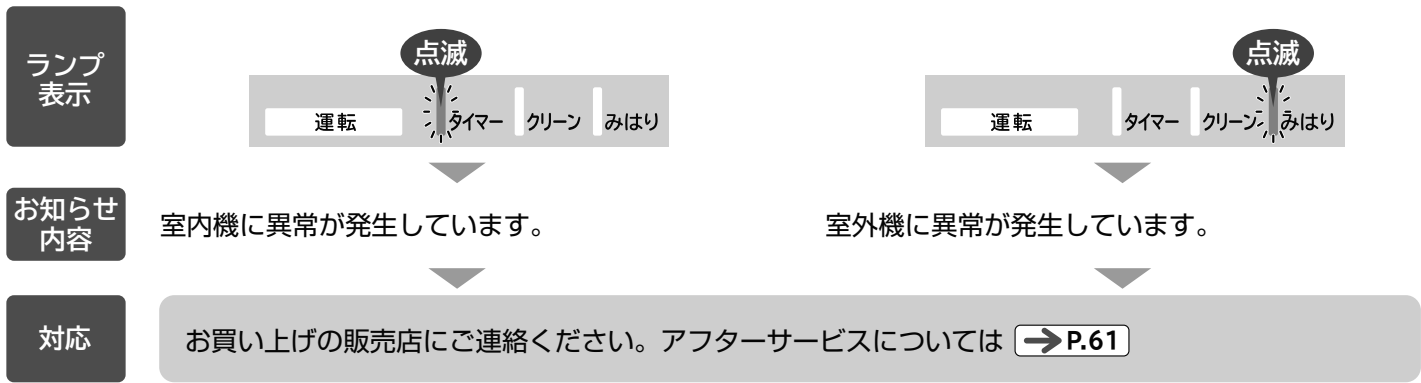 ランプ
表示
点滅
運転 タイマー クリーン みはり
点滅
運転 タイマー クリーン みはり
お知らせ
内容
室内機に異常が発生しています。
室外機に異常が発生しています。
対応
お買い上げの販売店にご連絡ください。アフターサービスについては ➔P.61